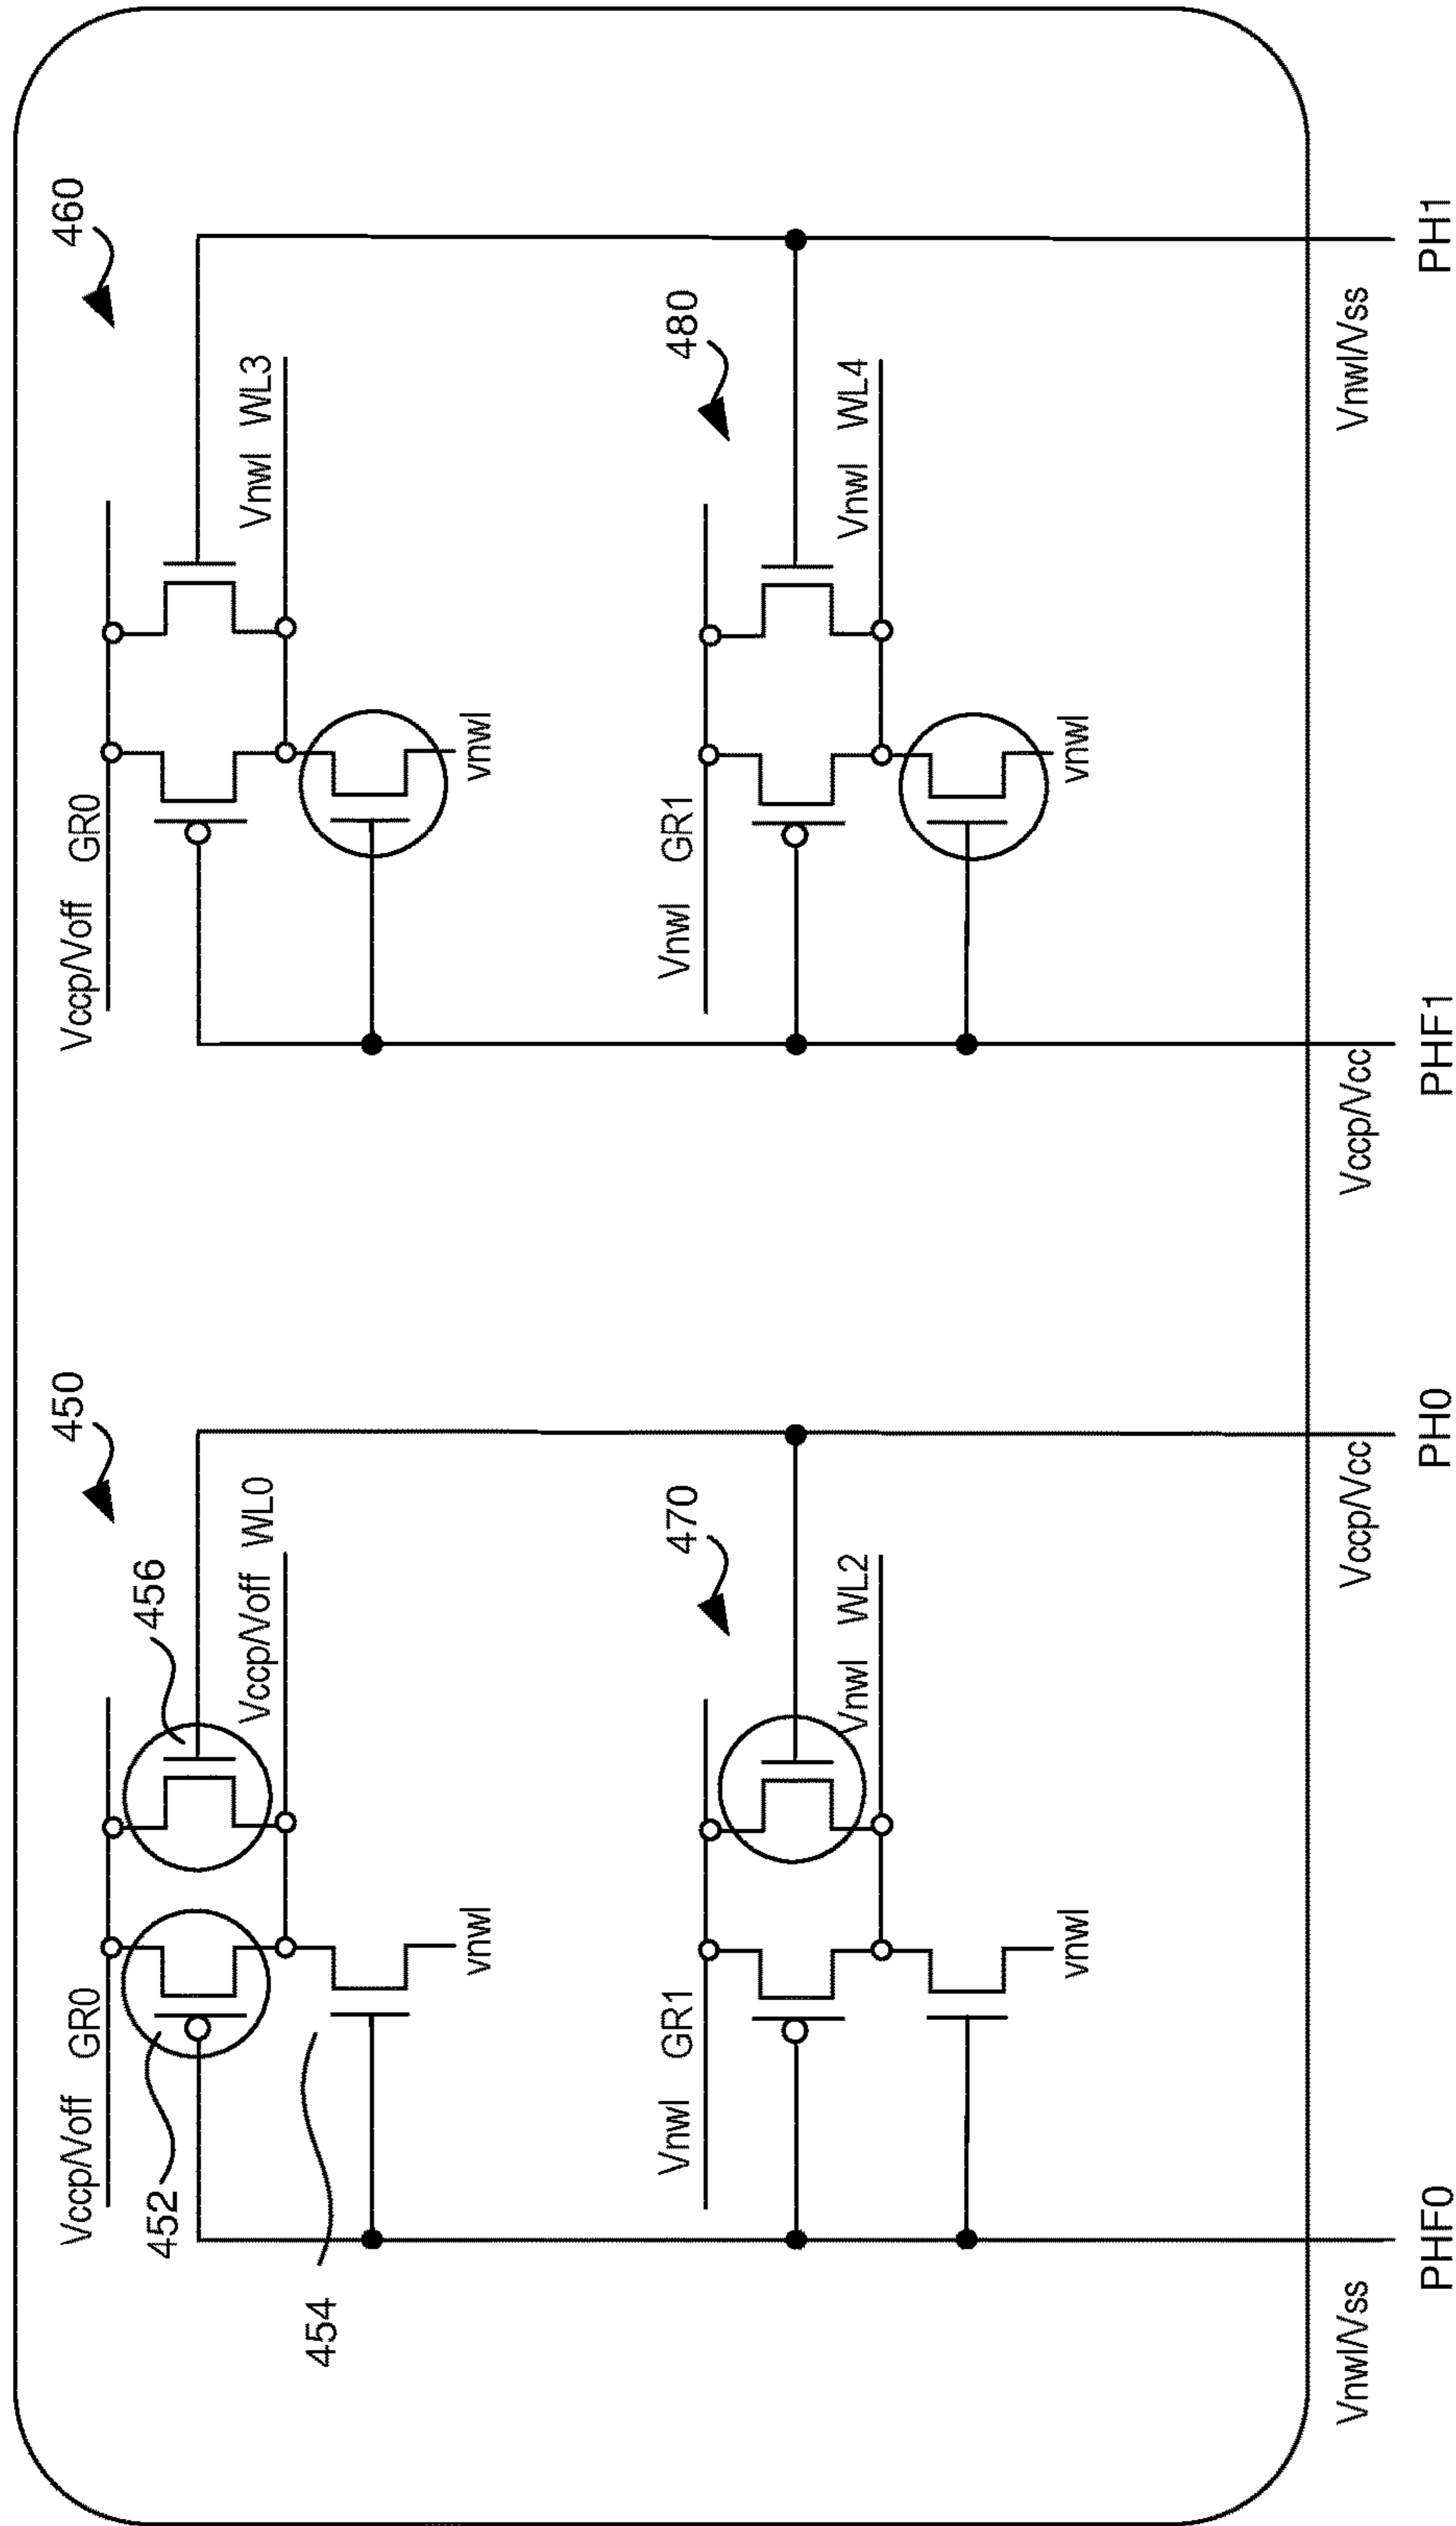 450
460
Vccp/Voff GR0
452
456
Vccp/Voff WL0
454
vnwl
Vccp/Voff GR0
Vnwl WL3
vnwl
470
480
Vnwl GR1
Vnwl WL2
vnwl
Vnwl GR1
Vnwl WL4
vnwl
Vnwl/Vss
Vccp/Vcc
Vccp/Vcc
Vnwl/Vss
PHF0
PH0
PHF1
PH1